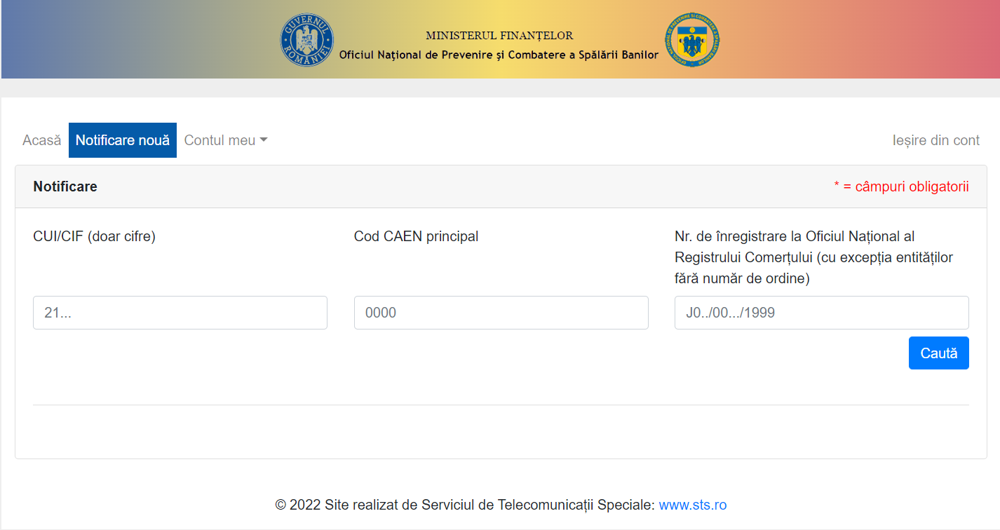 GUVERNUL ROMÂNIEI
MINISTERUL FINANȚELOR
Oficiul Naţional de Prevenire şi Combatere a Spălării Banilor
Acasă Notificare nouă Contul meu Ieșire din cont
Notificare * = câmpuri obligatorii
CUI/CIF (doar cifre)
Cod CAEN principal
Nr. de înregistrare la Oficiul Național al
Registrului Comerțului (cu excepția entităților
fără număr de ordine)
21...
0000
J0../00.../1999
Caută
© 2022 Site realizat de Serviciul de Telecomunicații Speciale: www.sts.ro